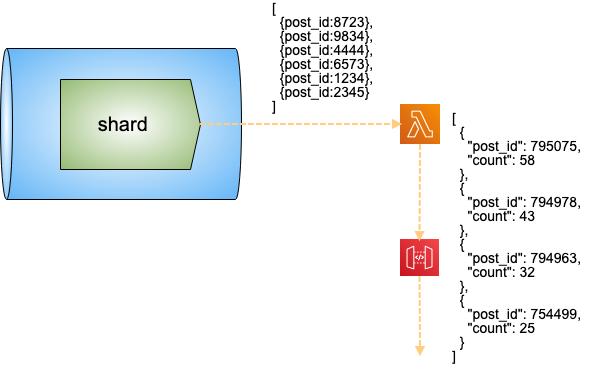 [
{post_id:8723},
{post_id:9834},
{post_id:4444},
{post_id:6573},
{post_id:1234},
{post_id:2345}
]
shard
[
{
"post_id": 795075,
"count": 58
},
{
"post_id": 794978,
"count": 43
},
{
"post_id": 794963,
"count": 32
},
{
"post_id": 754499,
"count": 25
}
]